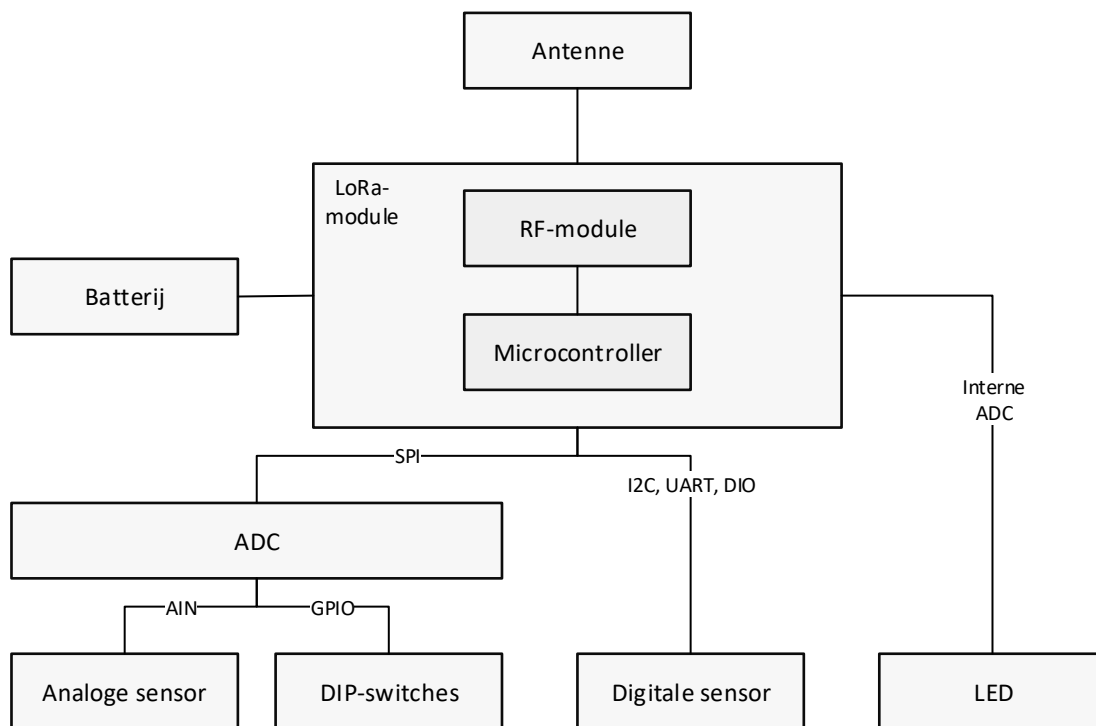 Antenne
LoRa-
module
RF-module
Batterij
Microcontroller
Interne
ADC
SPI
I2C, UART, DIO
ADC
AIN
GPIO
Analoge sensor
DIP-switches
Digitale sensor
LED